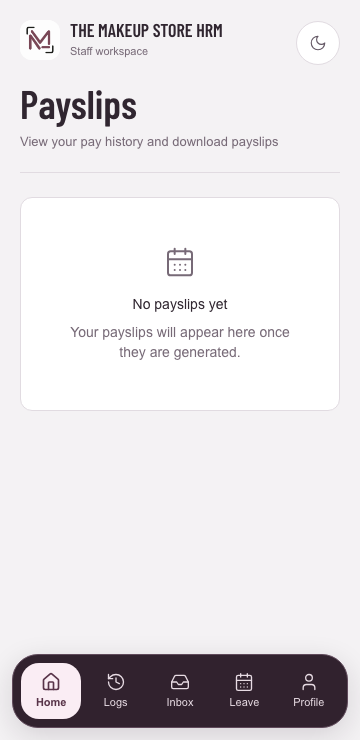 THE MAKEUP STORE HRM
Staff workspace
Payslips
View your pay history and download payslips
No payslips yet
Your payslips will appear here once
they are generated.
Home
Logs
Inbox
Leave
Profile